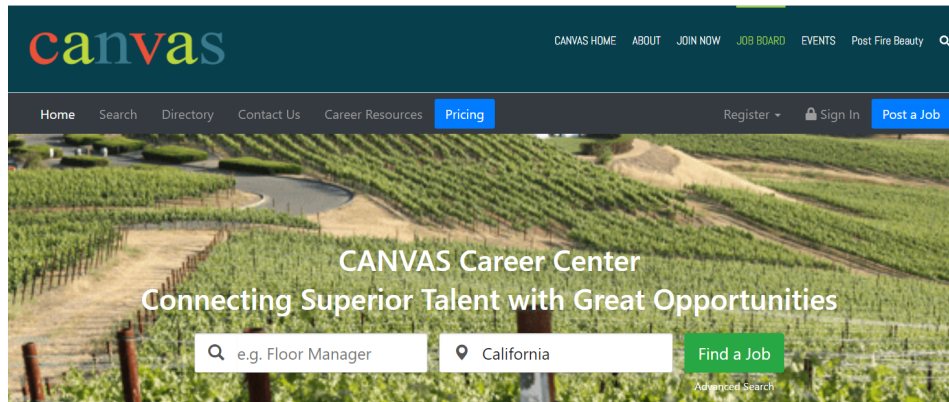 canvas
CANVAS HOME ABOUT JOIN NOW JOB BOARD EVENTS Post Fire Beauty
Home Search Directory Contact Us Career Resources Pricing Register Sign In Post a Job
CANVAS Career Center
Connecting Superior Talent with Great Opportunities
e.g. Floor Manager California Find a Job
Advanced Search